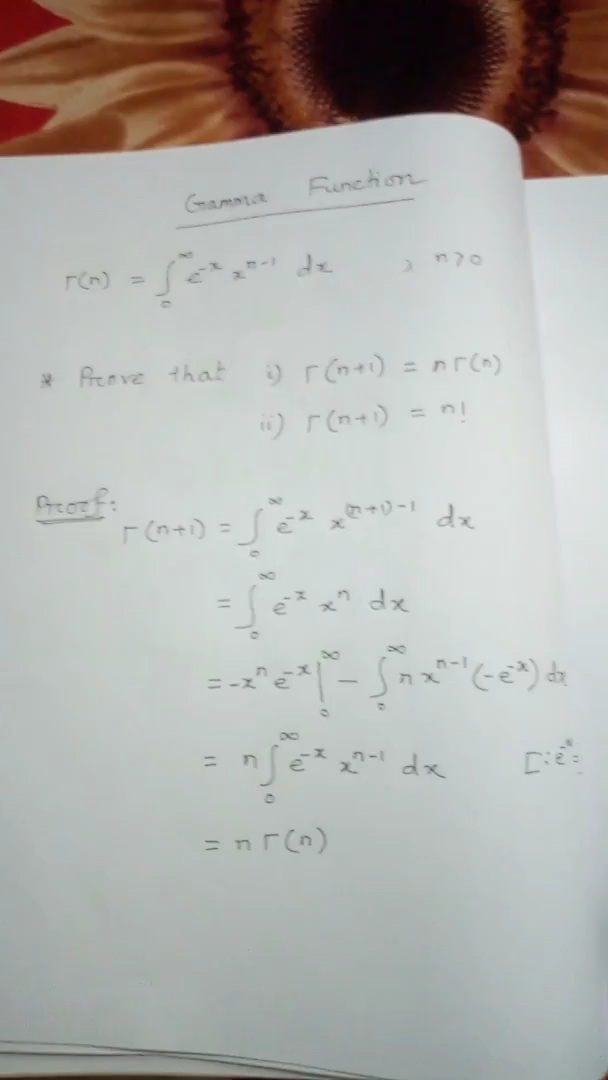 Gamma Function
Γ(n) = ∫₀^∞ e^-x x^n-1 dx , n>0
* Prove that i) Γ(n+1) = nΓ(n)
ii) Γ(n+1) = n!
Proof:
Γ(n+1) = ∫₀^∞ e^-x x^(n+1)-1 dx
= ∫₀^∞ e^-x x^n dx
= -x^n e^-x |₀^∞ - ∫₀^∞ n x^n-1 (-e^-x) dx
= n ∫₀^∞ e^-x x^n-1 dx [∵ e^-∞ =
= n Γ(n)